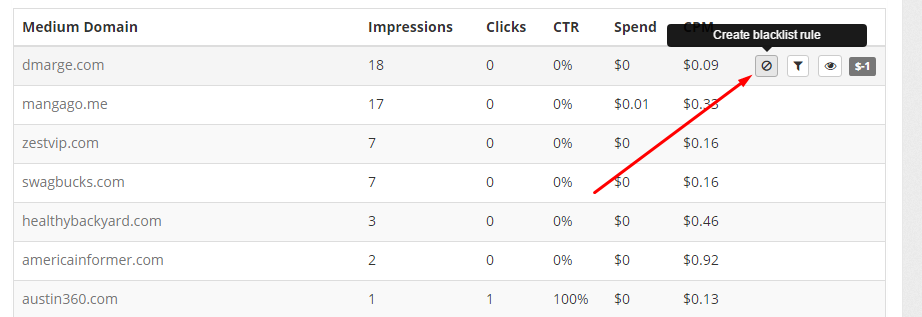 Medium Domain Impressions Clicks CTR Spend CPM
Create blacklist rule
dmarge.com 18 0 0% $0 $0.09 $-1
mangago.me 17 0 0% $0.01 $0.33
zestvip.com 7 0 0% $0 $0.16
swagbucks.com 7 0 0% $0 $0.16
healthybackyard.com 3 0 0% $0 $0.46
americainformer.com 2 0 0% $0 $0.92
austin360.com 1 1 100% $0 $0.13